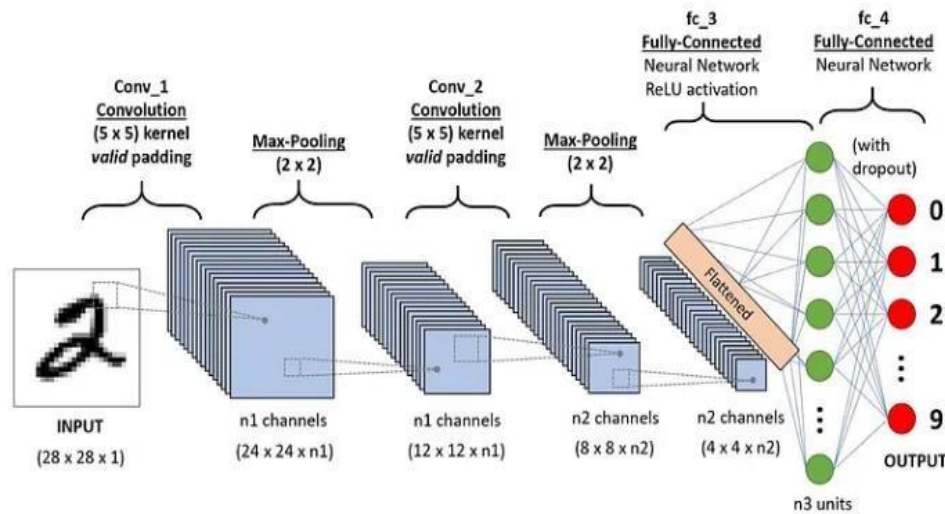 fc_3
Fully-Connected
Neural Network
ReLU activation
fc_4
Fully-Connected
Neural Network
Conv_1
Convolution
(5 x 5) kernel
valid padding
Max-Pooling
(2 x 2)
Conv_2
Convolution
(5 x 5) kernel
valid padding
Max-Pooling
(2 x 2)
(with
dropout)
Flattened
0
1
2
9
INPUT
(28 x 28 x 1)
n1 channels
(24 x 24 x n1)
n1 channels
(12 x 12 x n1)
n2 channels
(8 x 8 x n2)
n2 channels
(4 x 4 x n2)
n3 units
OUTPUT